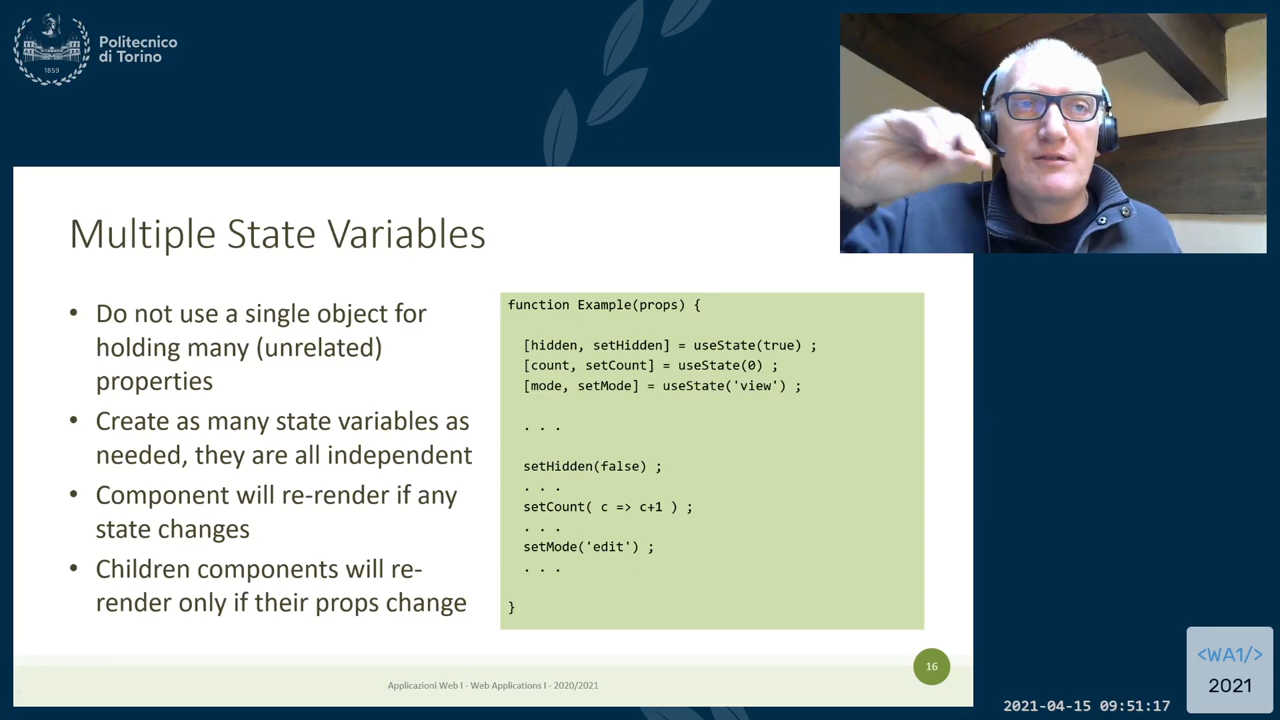 Politecnico
di Torino
1859
Multiple State Variables
• Do not use a single object for
holding many (unrelated)
properties
• Create as many state variables as
needed, they are all independent
• Component will re-render if any
state changes
• Children components will re-
render only if their props change
function Example(props) {
[hidden, setHidden] = useState(true) ;
[count, setCount] = useState(0) ;
[mode, setMode] = useState('view') ;
. . .
setHidden(false) ;
. . .
setCount( c => c+1 ) ;
. . .
setMode('edit') ;
. . .
}
Applicazioni Web I - Web Applications I - 2020/2021
16
<WA1/>
2021
2021-04-15 09:51:17